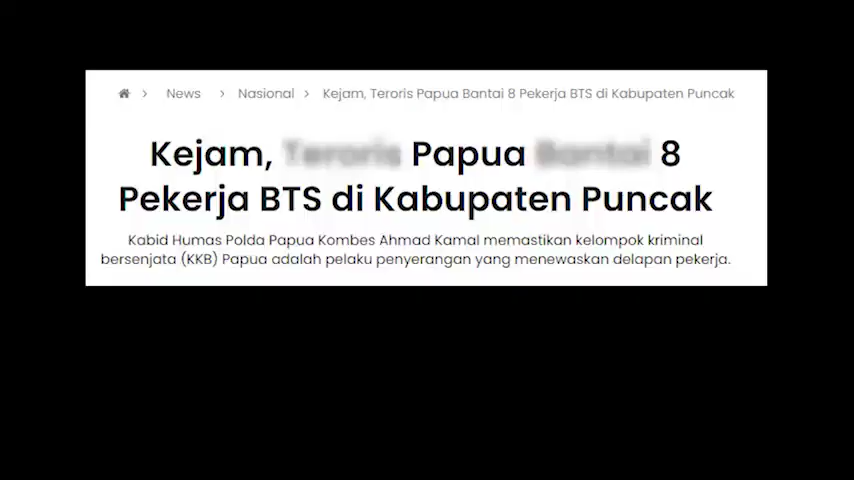 News > Nasional > Kejam, Teroris Papua Bantai 8 Pekerja BTS di Kabupaten Puncak
Kejam, Papua 8
Pekerja BTS di Kabupaten Puncak
Kabid Humas Polda Papua Kombes Ahmad Kamal memastikan kelompok kriminal
bersenjata (KKB) Papua adalah pelaku penyerangan yang menewaskan delapan pekerja.